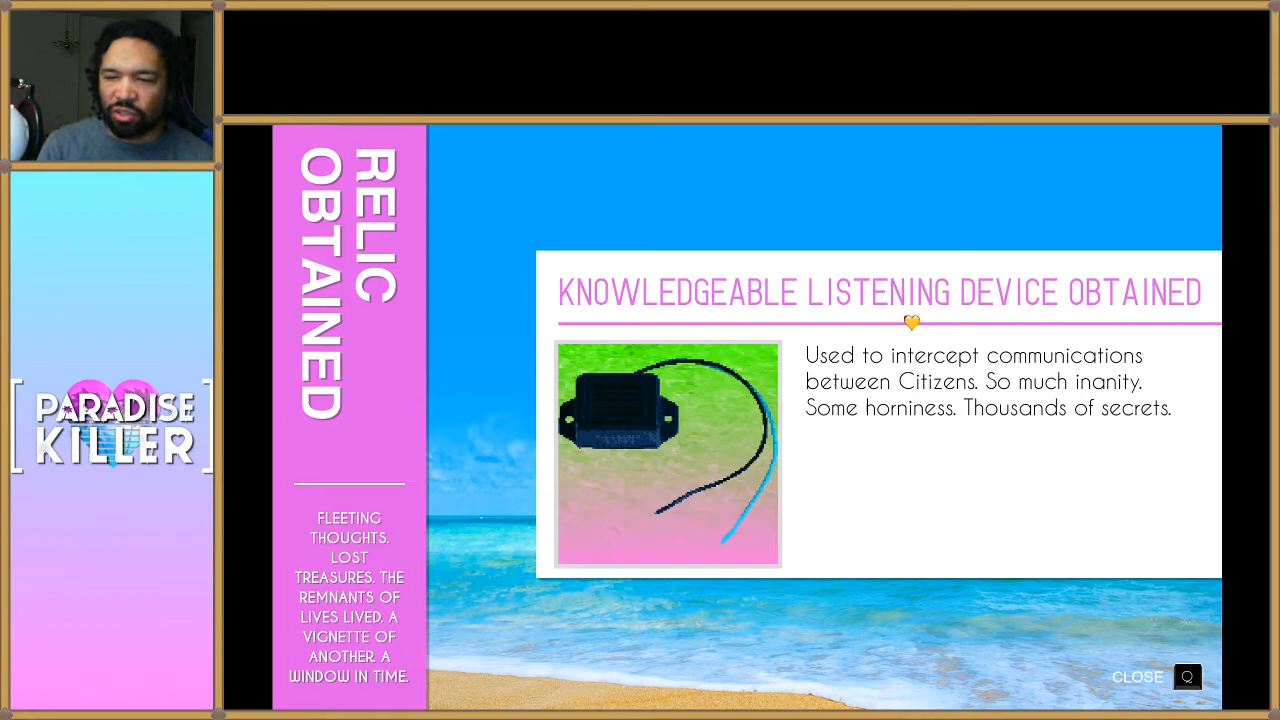 RELIC
OBTAINED
FLEETING
THOUGHTS.
LOST
TREASURES. THE
REMNANTS OF
LIVES LIVED. A
VIGNETTE OF
ANOTHER. A
WINDOW IN TIME.
KNOWLEDGEABLE LISTENING DEVICE OBTAINED
Used to intercept communications
between Citizens. So much inanity.
Some horniness. Thousands of secrets.
[PARADISE
KILLER]
CLOSE Q